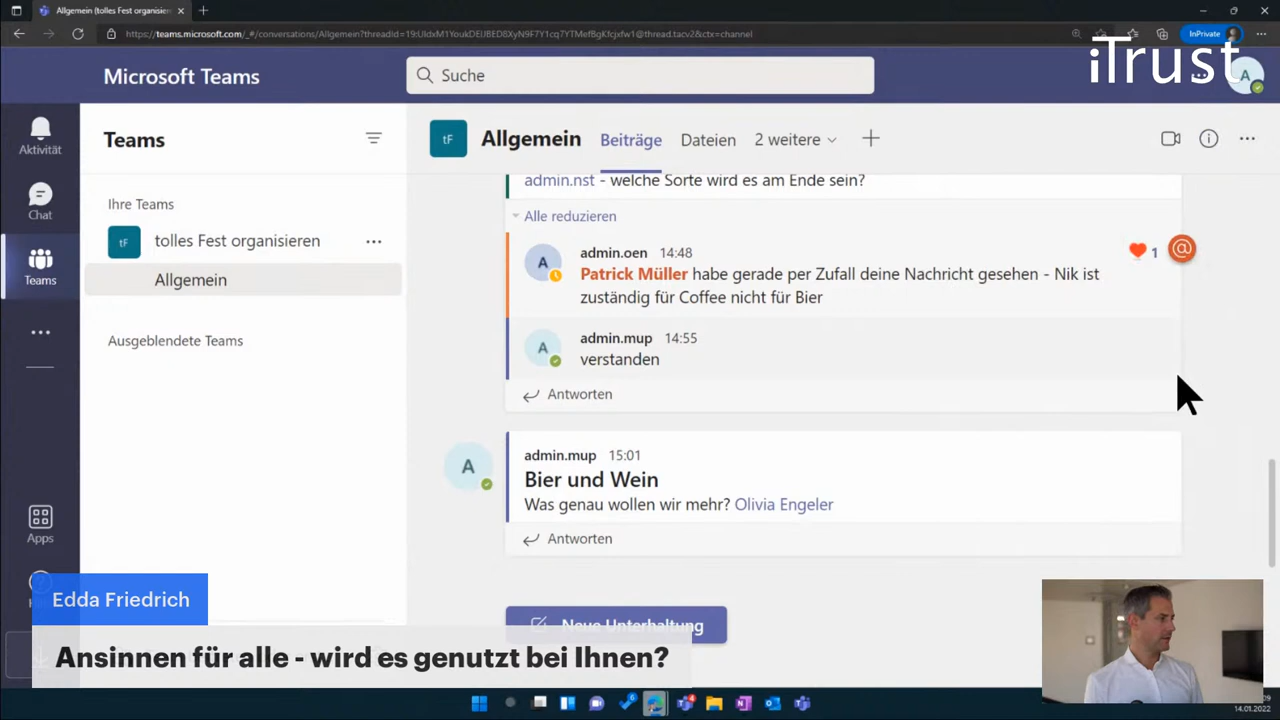 Allgemein (tolles Fest organisier
https://teams.microsoft.com/_#/conversations/Allgemein?threadId=19:UIdxM1YoukDEIJBED8XyN9F7Y1cq7YTMefBgKfcjxfw1@thread.tacv2&ctx=channel
InPrivate
iTrust
Microsoft Teams
Suche
A
Aktivität
Chat
Teams
Apps
Teams
Ihre Teams
tF
tolles Fest organisieren
Allgemein
Ausgeblendete Teams
tF
Allgemein
Beiträge
Dateien
2 weitere
admin.nst - welche Sorte wird es am Ende sein?
Alle reduzieren
A
admin.oen 14:48
1
Patrick Müller habe gerade per Zufall deine Nachricht gesehen - Nik ist
zuständig für Coffee nicht für Bier
A
admin.mup 14:55
verstanden
Antworten
A
admin.mup 15:01
Bier und Wein
Was genau wollen wir mehr? Olivia Engeler
Antworten
Neue Unterhaltung
Edda Friedrich
Ansinnen für alle - wird es genutzt bei Ihnen?
14.01.2022